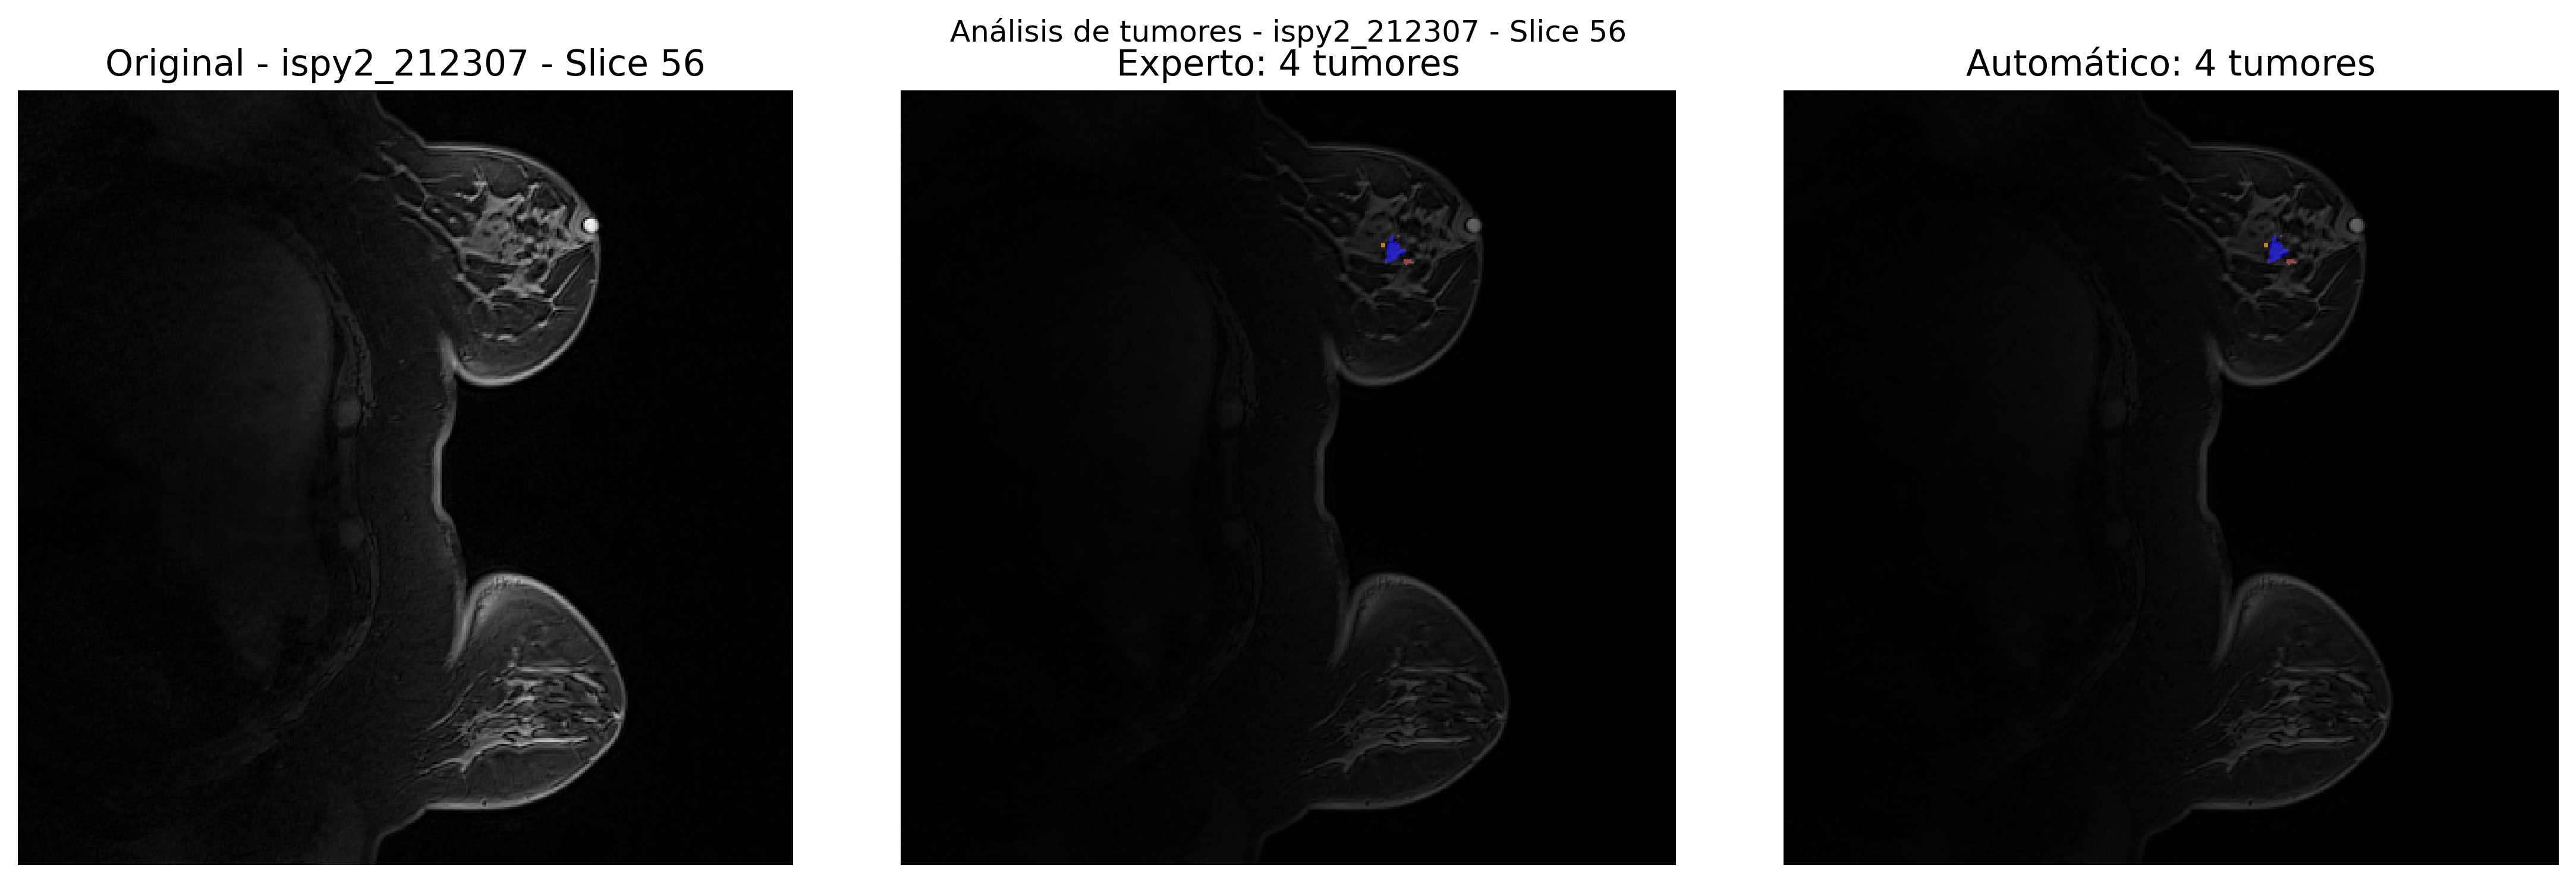 Análisis de tumores - ispy2_212307 - Slice 56
Original - ispy2_212307 - Slice 56
Experto: 4 tumores
Automático: 4 tumores